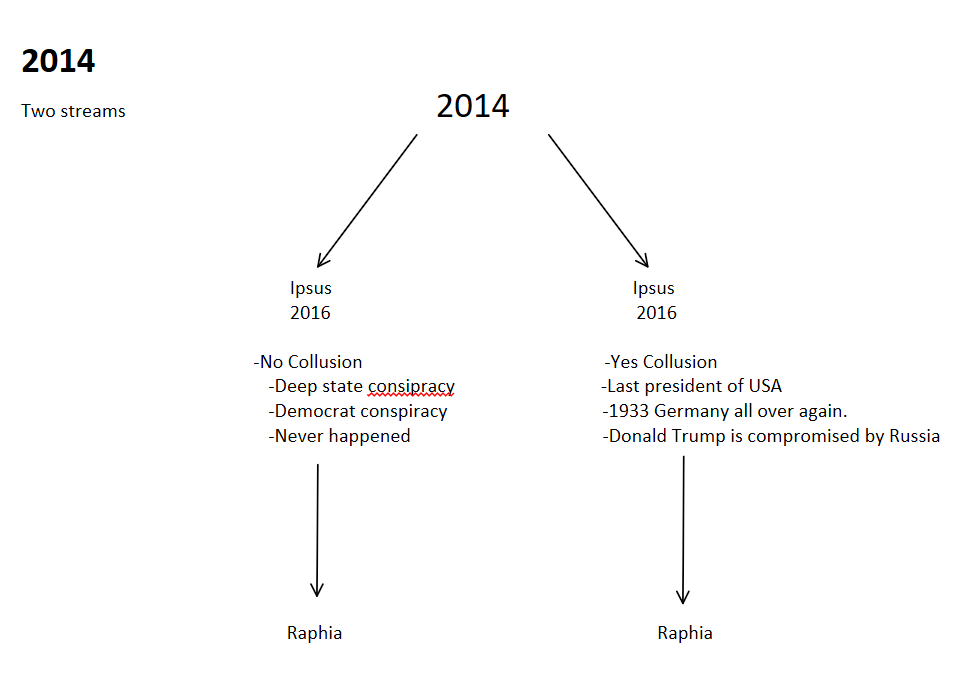 2014
Two streams
2014
Ipsus
2016
-No Collusion
-Deep state consipracy
-Democrat conspiracy
-Never happened
Raphia
Ipsus
2016
-Yes Collusion
-Last president of USA
-1933 Germany all over again.
-Donald Trump is compromised by Russia
Raphia